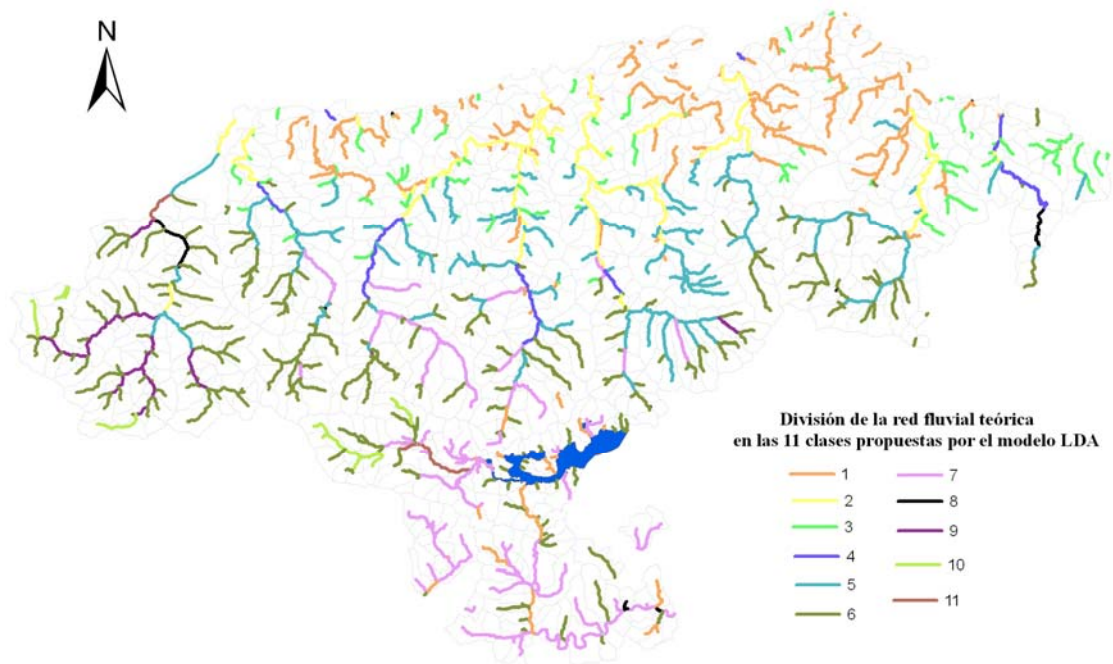 N
División de la red fluvial teórica
en las 11 clases propuestas por el modelo LDA
1 7
2 8
3 9
4 10
5 11
6